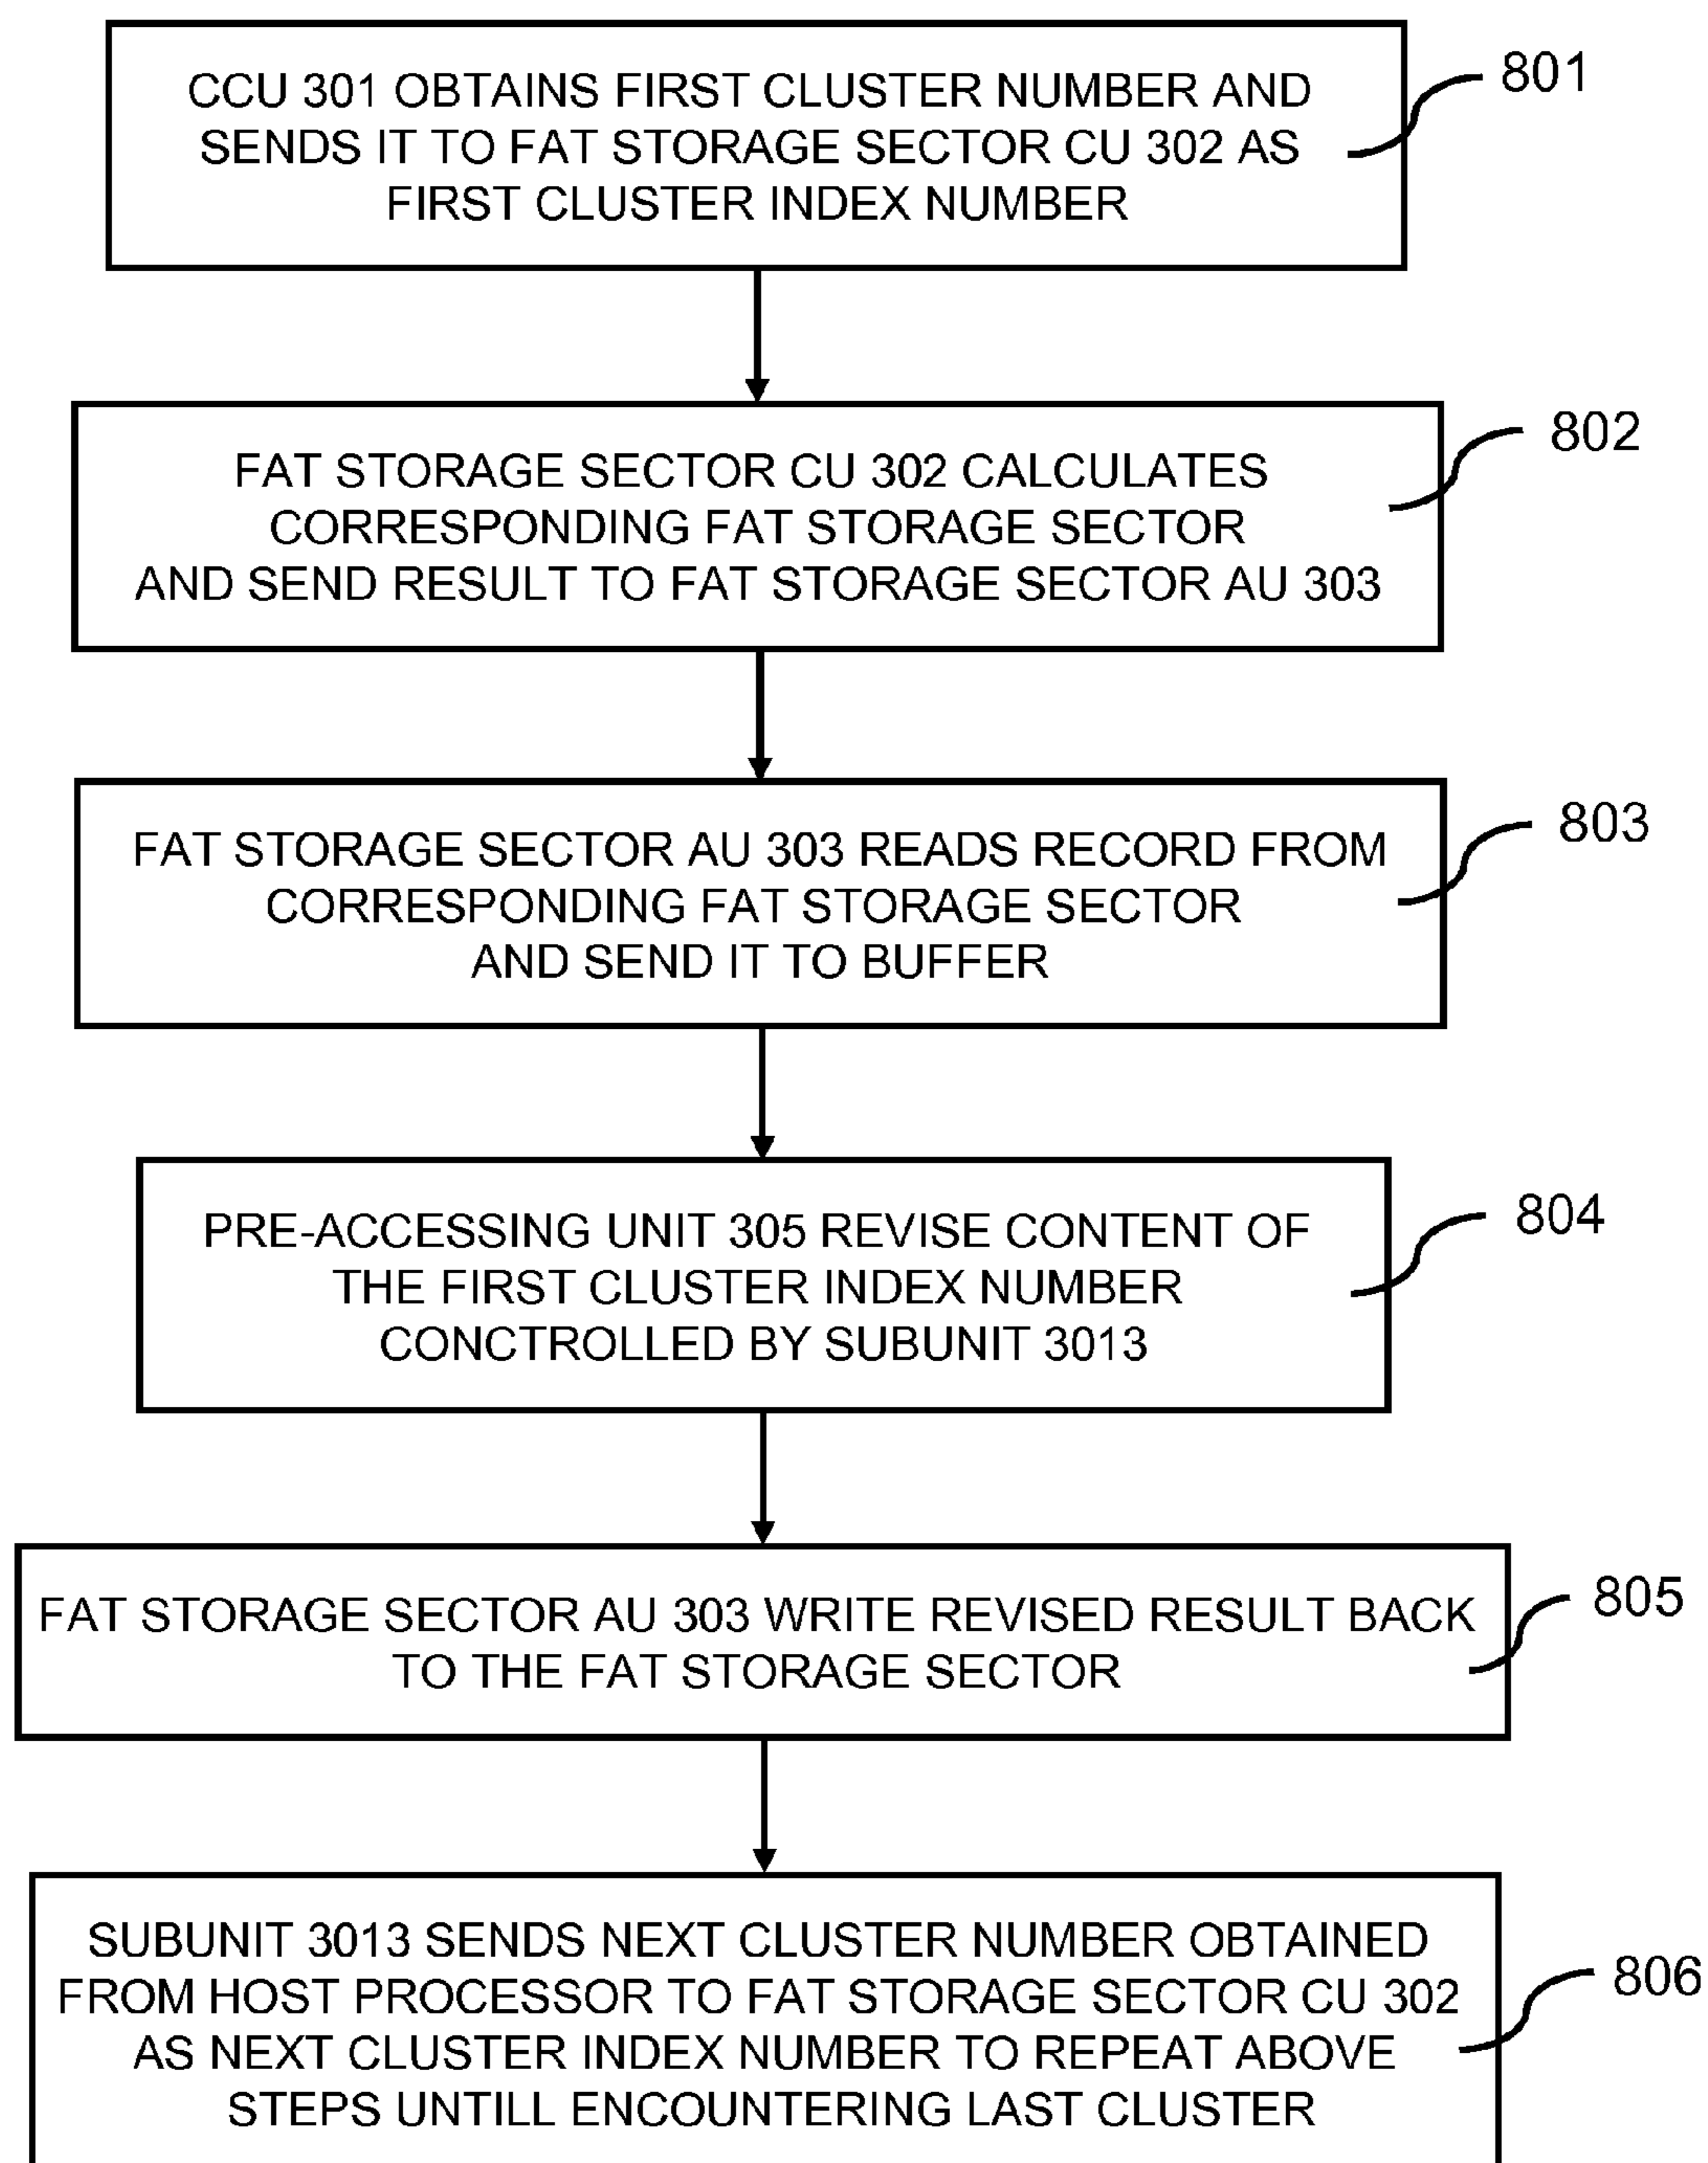 CCU 301 OBTAINS FIRST CLUSTER NUMBER AND
SENDS IT TO FAT STORAGE SECTOR CU 302 AS
FIRST CLUSTER INDEX NUMBER
801
FAT STORAGE SECTOR CU 302 CALCULATES
CORRESPONDING FAT STORAGE SECTOR
AND SEND RESULT TO FAT STORAGE SECTOR AU 303
802
FAT STORAGE SECTOR AU 303 READS RECORD FROM
CORRESPONDING FAT STORAGE SECTOR
AND SEND IT TO BUFFER
803
PRE-ACCESSING UNIT 305 REVISE CONTENT OF
THE FIRST CLUSTER INDEX NUMBER
CONCTROLLED BY SUBUNIT 3013
804
FAT STORAGE SECTOR AU 303 WRITE REVISED RESULT BACK
TO THE FAT STORAGE SECTOR
805
SUBUNIT 3013 SENDS NEXT CLUSTER NUMBER OBTAINED
FROM HOST PROCESSOR TO FAT STORAGE SECTOR CU 302
AS NEXT CLUSTER INDEX NUMBER TO REPEAT ABOVE
STEPS UNTILL ENCOUNTERING LAST CLUSTER
806